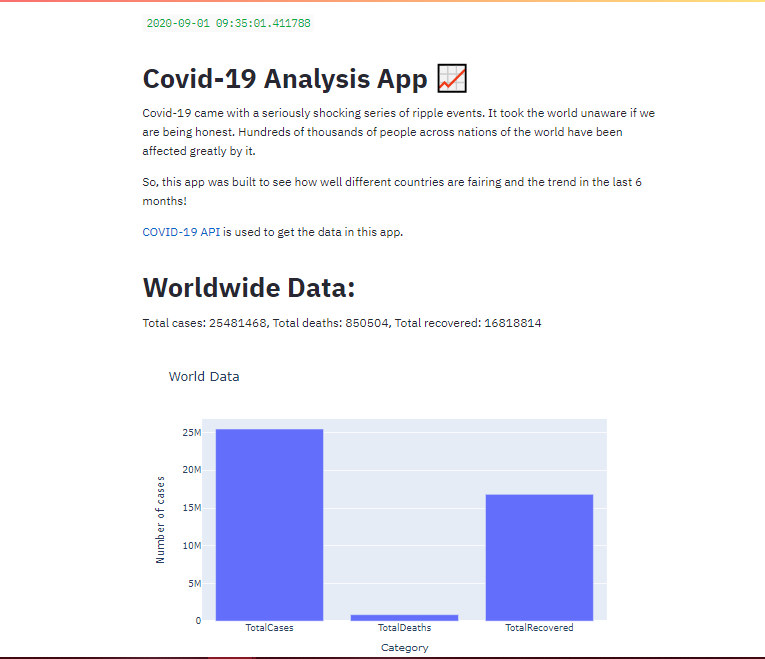 2020-09-01 09:35:01.411788
Covid-19 Analysis App
Covid-19 came with a seriously shocking series of ripple events. It took the world unaware if we
are being honest. Hundreds of thousands of people across nations of the world have been
affected greatly by it.
So, this app was built to see how well different countries are fairing and the trend in the last 6
months!
COVID-19 API is used to get the data in this app.
Worldwide Data:
Total cases: 25481468, Total deaths: 850504, Total recovered: 16818814
World Data
Number of cases
25M
20M
15M
10M
5M
0
TotalCases TotalDeaths TotalRecovered
Category